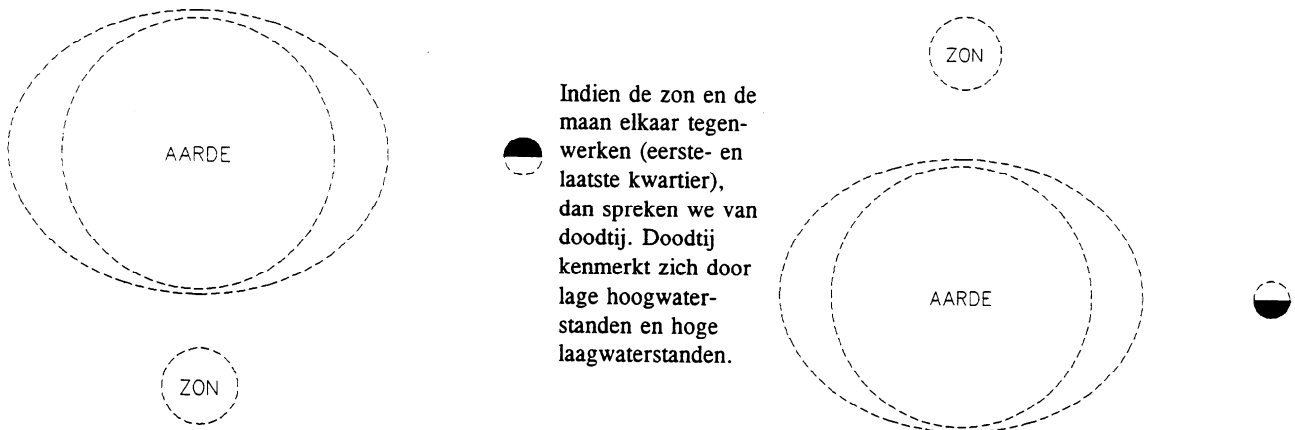 AARDE
ZON
Indien de zon en de
maan elkaar tegen-
werken (eerste- en
laatste kwartier),
dan spreken we van
doodtij. Doodtij
kenmerkt zich door
lage hoogwater-
standen en hoge
laagwaterstanden.
ZON
AARDE